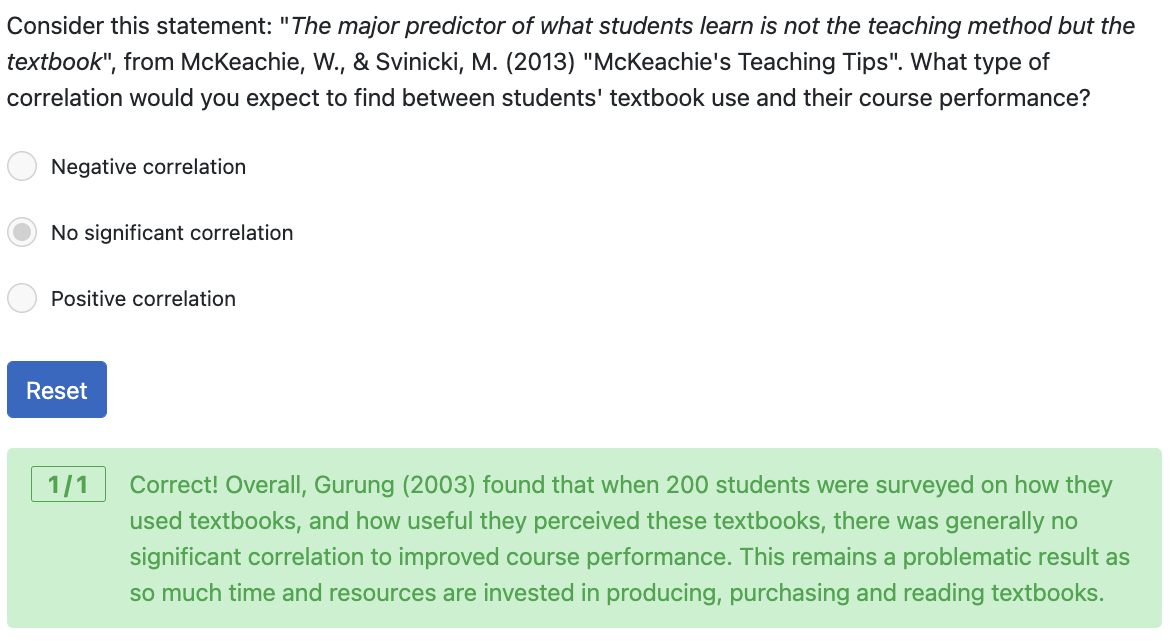 Consider this statement: "The major predictor of what students learn is not the teaching method but the
textbook", from McKeachie, W., & Svinicki, M. (2013) "McKeachie's Teaching Tips". What type of
correlation would you expect to find between students' textbook use and their course performance?
Negative correlation
No significant correlation
Positive correlation
Reset
1/1 Correct! Overall, Gurung (2003) found that when 200 students were surveyed on how they
used textbooks, and how useful they perceived these textbooks, there was generally no
significant correlation to improved course performance. This remains a problematic result as
so much time and resources are invested in producing, purchasing and reading textbooks.